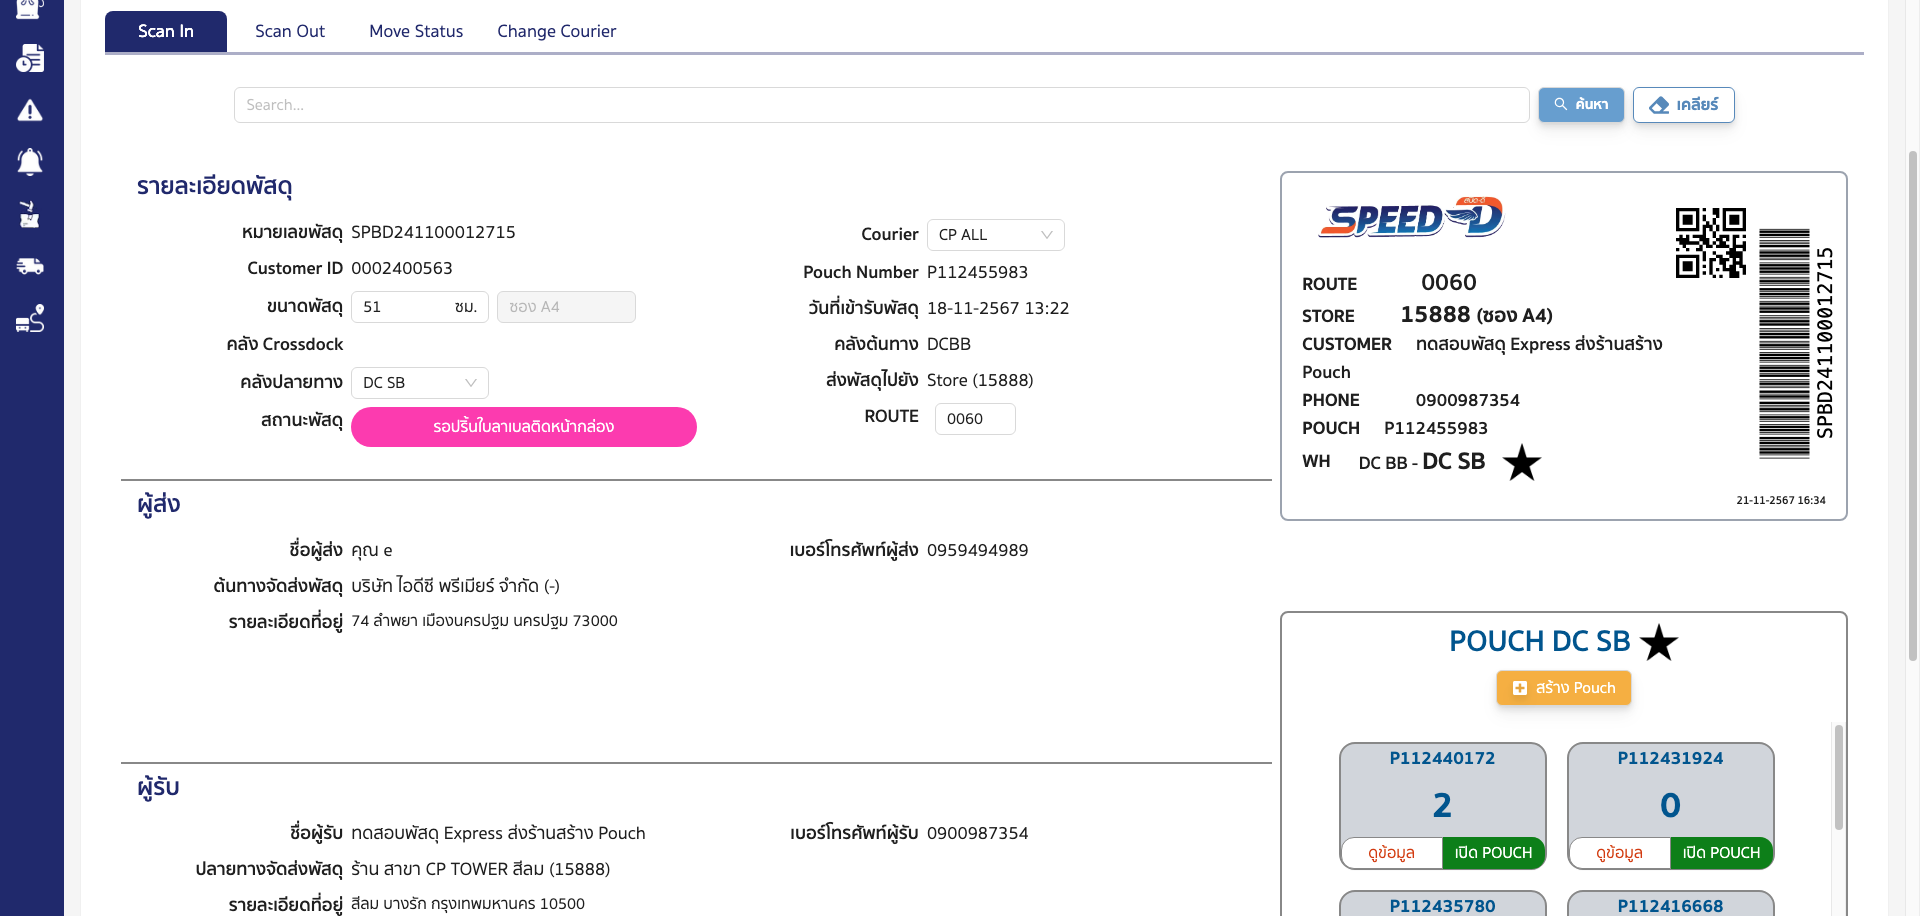 Scan In
Scan Out
Move Status
Change Courier
Search...
ค้นหา
เคลียร์
รายละเอียดพัสดุ
หมายเลขพัสดุ SPBD241100012715
Customer ID 0002400563
ขนาดพัสดุ 51 ซม. ซอง A4
คลัง Crossdock
คลังปลายทาง DC SB
สถานะพัสดุ รอปริ้นใบลาเบลติดหน้ากล่อง
Courier CP ALL
Pouch Number P112455983
วันที่เข้ารับพัสดุ 18-11-2567 13:22
คลังต้นทาง DCBB
ส่งพัสดุไปยัง Store (15888)
ROUTE 0060
สปีด-ดี
SPEED-D
ROUTE 0060
STORE 15888 (ซอง A4)
CUSTOMER ทดสอบพัสดุ Express ส่งร้านสร้าง
Pouch
PHONE 0900987354
POUCH P112455983
WH DC BB - DC SB
SPBD241100012715
21-11-2567 16:34
ผู้ส่ง
ชื่อผู้ส่ง คุณ e
เบอร์โทรศัพท์ผู้ส่ง 0959494989
ต้นทางจัดส่งพัสดุ บริษัท ไอดีซี พรีเมียร์ จำกัด (-)
รายละเอียดที่อยู่ 74 ลำพยา เมืองนครปฐม นครปฐม 73000
ผู้รับ
ชื่อผู้รับ ทดสอบพัสดุ Express ส่งร้านสร้าง Pouch
เบอร์โทรศัพท์ผู้รับ 0900987354
ปลายทางจัดส่งพัสดุ ร้าน สาขา CP TOWER สีลม (15888)
รายละเอียดที่อยู่ สีลม บางรัก กรุงเทพมหานคร 10500
POUCH DC SB
สร้าง Pouch
P112440172
2
ดูข้อมูล เปิด POUCH
P112431924
0
ดูข้อมูล เปิด POUCH
P112435780
P112416668